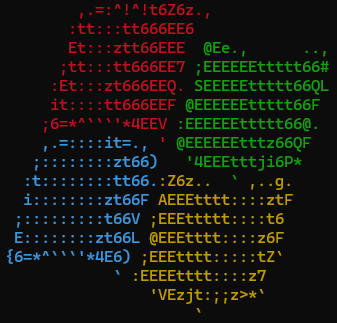 ,.=:^!^!t6Z6z.,
:tt:::tt666EE6
Et:::ztt66EEE @Ee., ..,
;tt:::tt666EE7 ;EEEEEEttttt66#
:Et:::zt666EEQ. SEEEEEttttt66QL
it::::tt666EEF @EEEEEEttttt66F
;6=*^```'*4EEV :EEEEEEttttt66@.
,.=::::it=., ' @EEEEEEtttz66QF
;::::::::zt66) '4EEEtttji6P*
:t::::::::tt66.:Z6z.. ` ,..g.
i::::::::zt66F AEEEtttt::::ztF
;:::::::::t66V ;EEEttttt::::t6
E::::::::zt66L @EEEtttt::::z6F
{6=*^```'*4E6) ;EEEtttt:::::tZ`
` :EEEEtttt::::z7
'VEzjt:;;z>*`
`